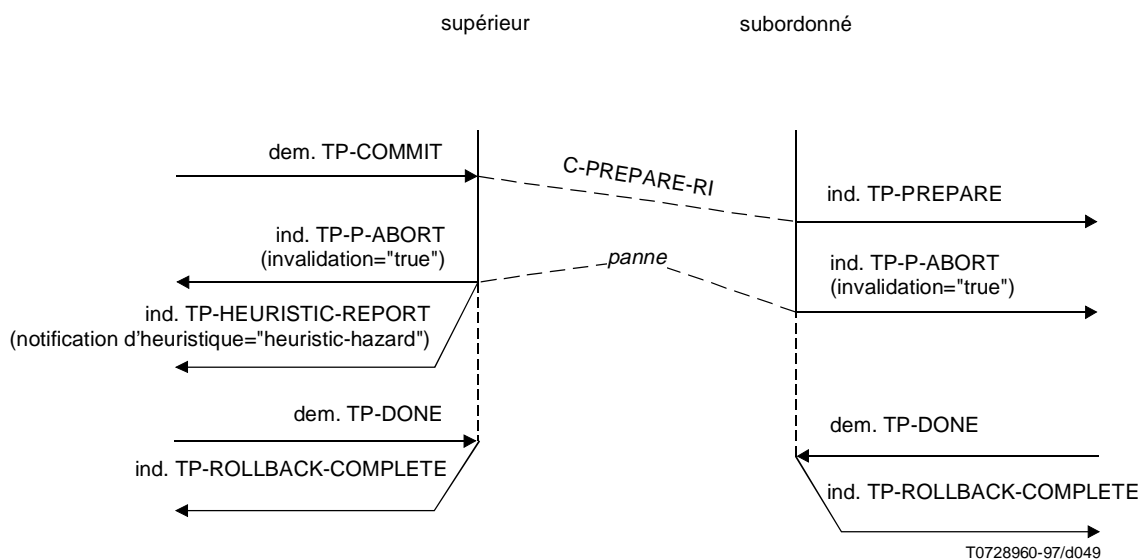 supérieur subordonné
dem. TP-COMMIT
C-PREPARE-RI
ind. TP-PREPARE
ind. TP-P-ABORT
(invalidation="true")
panne
ind. TP-P-ABORT
(invalidation="true")
ind. TP-HEURISTIC-REPORT
(notification d'heuristique="heuristic-hazard")
dem. TP-DONE
dem. TP-DONE
ind. TP-ROLLBACK-COMPLETE
ind. TP-ROLLBACK-COMPLETE
T0728960-97/d049